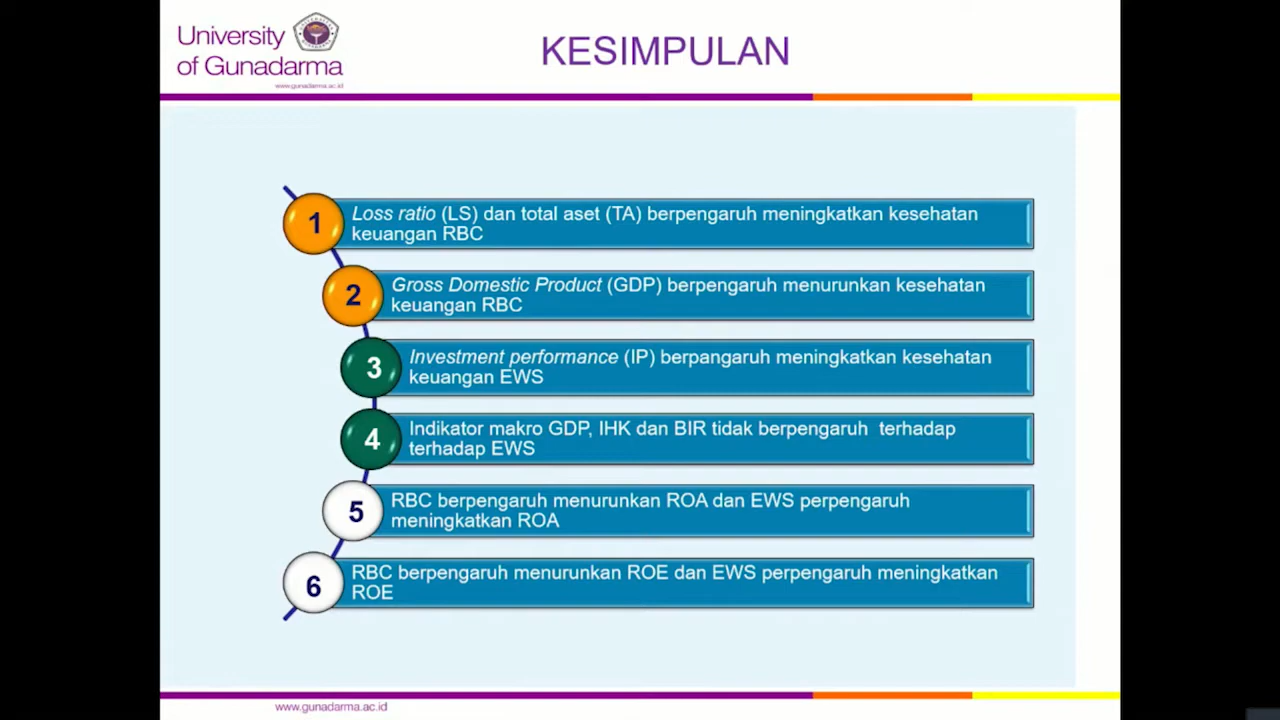 University
of Gunadarma
www.gunadarma.ac.id
KESIMPULAN
1
Loss ratio (LS) dan total aset (TA) berpengaruh meningkatkan kesehatan
keuangan RBC
2
Gross Domestic Product (GDP) berpengaruh menurunkan kesehatan
keuangan RBC
3
Investment performance (IP) berpangaruh meningkatkan kesehatan
keuangan EWS
4
Indikator makro GDP, IHK dan BIR tidak berpengaruh terhadap
terhadap EWS
5
RBC berpengaruh menurunkan ROA dan EWS perpengaruh
meningkatkan ROA
6
RBC berpengaruh menurunkan ROE dan EWS perpengaruh meningkatkan
ROE
www.gunadarma.ac.id